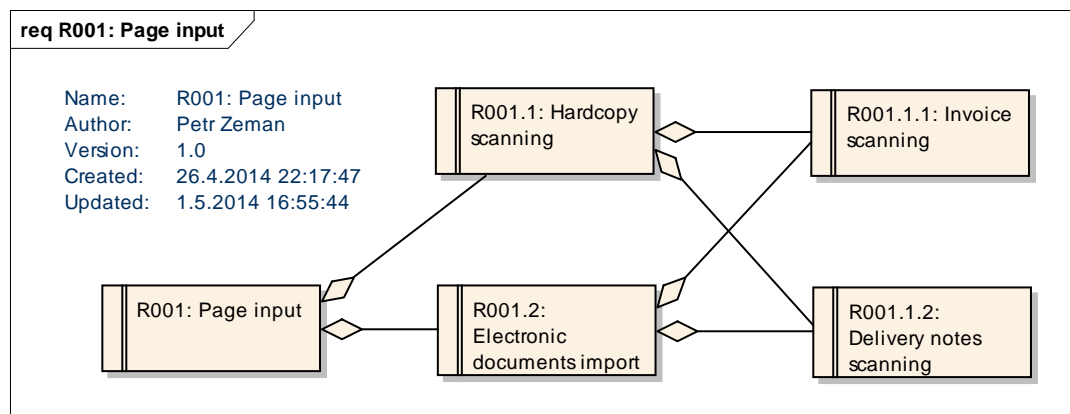 req R001: Page input
Name: R001: Page input
Author: Petr Zeman
Version: 1.0
Created: 26.4.2014 22:17:47
Updated: 1.5.2014 16:55:44
R001.1: Hardcopy
scanning
R001.1.1: Invoice
scanning
R001: Page input
R001.2:
Electronic
documents import
R001.1.2:
Delivery notes
scanning